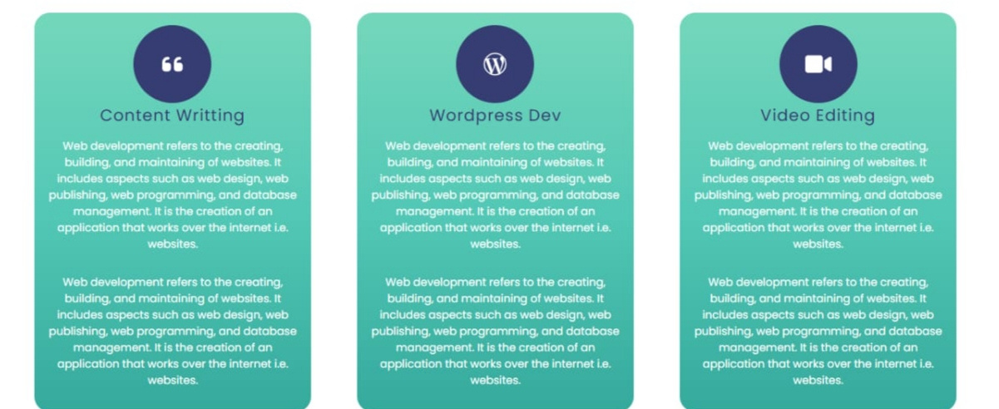 Content Writting
Web development refers to the creating,
building, and maintaining of websites. It
includes aspects such as web design, web
publishing, web programming, and database
management. It is the creation of an
application that works over the internet i.e.
websites.
Web development refers to the creating,
building, and maintaining of websites. It
includes aspects such as web design, web
publishing, web programming, and database
management. It is the creation of an
application that works over the internet i.e.
websites.
Wordpress Dev
Web development refers to the creating,
building, and maintaining of websites. It
includes aspects such as web design, web
publishing, web programming, and database
management. It is the creation of an
application that works over the internet i.e.
websites.
Web development refers to the creating,
building, and maintaining of websites. It
includes aspects such as web design, web
publishing, web programming, and database
management. It is the creation of an
application that works over the internet i.e.
websites.
Video Editing
Web development refers to the creating,
building, and maintaining of websites. It
includes aspects such as web design, web
publishing, web programming, and database
management. It is the creation of an
application that works over the internet i.e.
websites.
Web development refers to the creating,
building, and maintaining of websites. It
includes aspects such as web design, web
publishing, web programming, and database
management. It is the creation of an
application that works over the internet i.e.
websites.